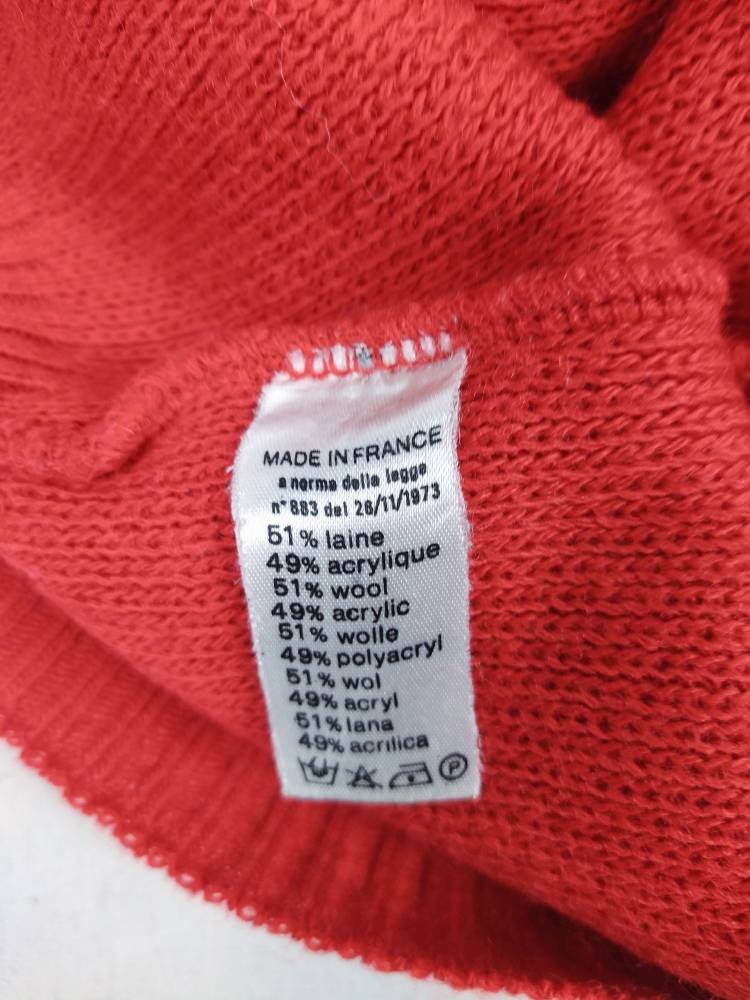 MADE IN FRANCE
a norma della legge
n° 883 del 26/11/1973
51% laine
49% acrylique
51% wool
49% acrylic
51% wolle
49% polyacryl
51% wol
49% acryl
51% lana
49% acrilica
P